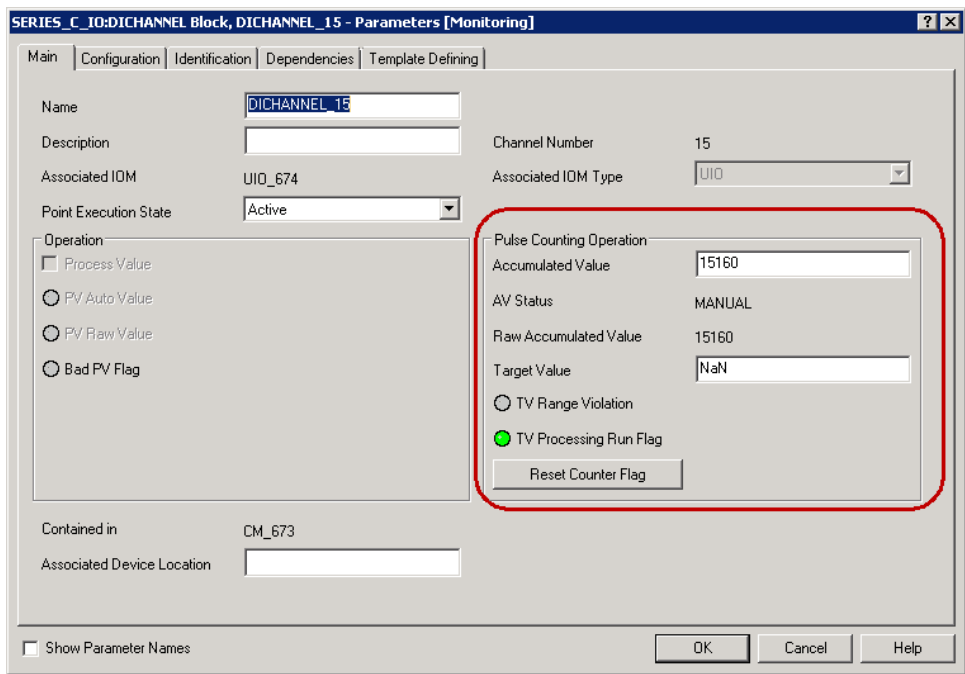 SERIES_C_IO:DICHANNEL Block, DICHANNEL_15 - Parameters [Monitoring]
Main Configuration Identification Dependencies Template Defining
Name DICHANNEL_15
Description
Channel Number 15
Associated IOM UIO_674
Associated IOM Type UIO
Point Execution State Active
Operation
Process Value
PV Auto Value
PV Raw Value
Bad PV Flag
Pulse Counting Operation
Accumulated Value 15160
AV Status MANUAL
Raw Accumulated Value 15160
Target Value NaN
TV Range Violation
TV Processing Run Flag
Reset Counter Flag
Contained in CM_673
Associated Device Location
Show Parameter Names
OK Cancel Help